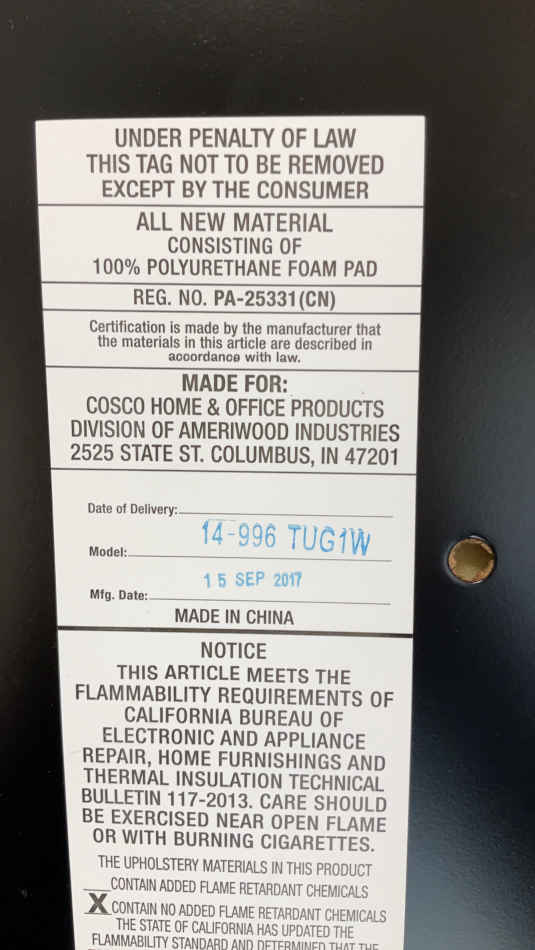 UNDER PENALTY OF LAW
THIS TAG NOT TO BE REMOVED
EXCEPT BY THE CONSUMER
ALL NEW MATERIAL
CONSISTING OF
100% POLYURETHANE FOAM PAD
REG. NO. PA-25331(CN)
Certification is made by the manufacturer that
the materials in this article are described in
accordance with law.
MADE FOR:
COSCO HOME & OFFICE PRODUCTS
DIVISION OF AMERIWOOD INDUSTRIES
2525 STATE ST. COLUMBUS, IN 47201
Date of Delivery:
14-996 TUG1W
Model:
15 SEP 2017
Mfg. Date:
MADE IN CHINA
NOTICE
THIS ARTICLE MEETS THE
FLAMMABILITY REQUIREMENTS OF
CALIFORNIA BUREAU OF
ELECTRONIC AND APPLIANCE
REPAIR, HOME FURNISHINGS AND
THERMAL INSULATION TECHNICAL
BULLETIN 117-2013. CARE SHOULD
BE EXERCISED NEAR OPEN FLAME
OR WITH BURNING CIGARETTES.
THE UPHOLSTERY MATERIALS IN THIS PRODUCT
CONTAIN ADDED FLAME RETARDANT CHEMICALS
X CONTAIN NO ADDED FLAME RETARDANT CHEMICALS
THE STATE OF CALIFORNIA HAS UPDATED THE
FLAMMABILITY STANDARD AND DETERMINED THAT THE